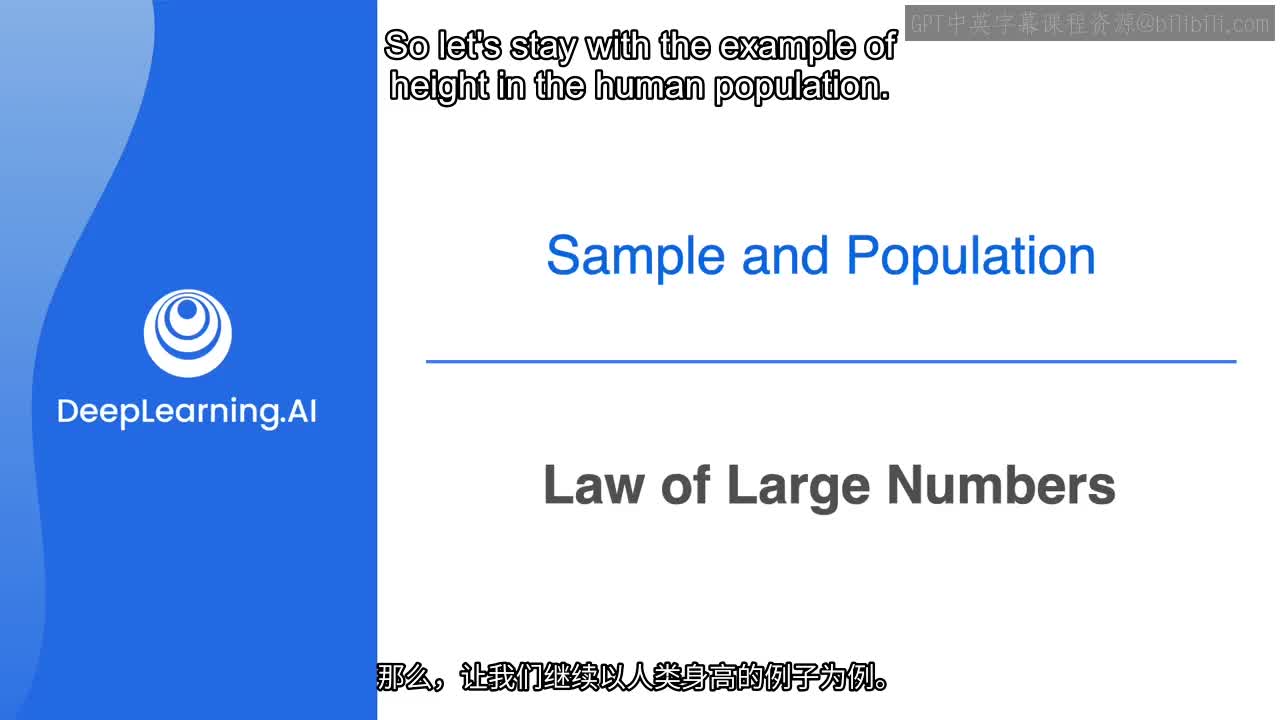 GPT中英字幕课程资源@bilibili.com
So let's stay with the example of
height in the human population.
Sample and Population
DeepLearning.AI
Law of Large Numbers
那么，让我们继续以人类身高的例子为例。